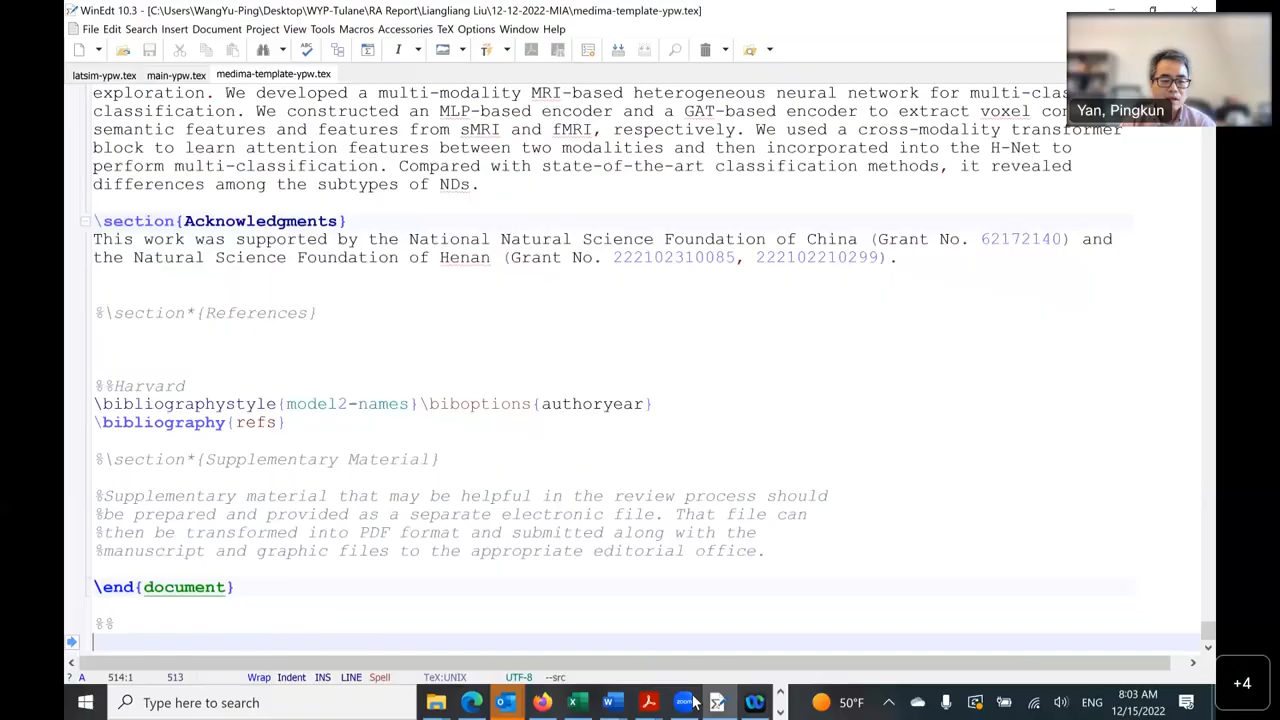 WinEdt 10.3 - [C:\Users\WangYu-Ping\Desktop\WYP-Tulane\RA Report\Liangliang Liu\12-12-2022-MIA\medima-template-ypw.tex]
File Edit Search Insert Document Project View Tools Macros Accessories TeX Options Window Help
latsim-ypw.tex main-ypw.tex medima-template-ypw.tex
exploration. We developed a multi-modality MRI-based heterogeneous neural network for multi-clas
classification. We constructed an MLP-based encoder and a GAT-based encoder to extract voxel con
semantic features and features from sMRI and fMRI, respectively. We used a cross-modality transformer
block to learn attention features between two modalities and then incorporated into the H-Net to
perform multi-classification. Compared with state-of-the-art classification methods, it revealed
differences among the subtypes of NDs.
\section{Acknowledgments}
This work was supported by the National Natural Science Foundation of China (Grant No. 62172140) and
the Natural Science Foundation of Henan (Grant No. 222102310085, 222102210299).
%\section*{References}
%%Harvard
\bibliographystyle{model2-names}\biboptions{authoryear}
\bibliography{refs}
%\section*{Supplementary Material}
%Supplementary material that may be helpful in the review process should
%be prepared and provided as a separate electronic file. That file can
%then be transformed into PDF format and submitted along with the
%manuscript and graphic files to the appropriate editorial office.
\end{document}
%%
? A 514:1 513 Wrap Indent INS LINE Spell TeX:UNIX UTF-8 --src
Type here to search
zoom
50°F
ENG
8:03 AM
12/15/2022
Yan, Pingkun
+4